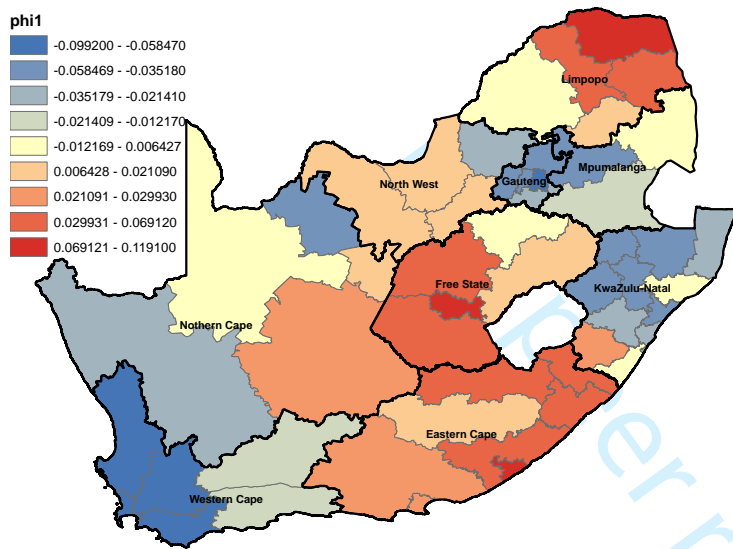 phi1
-0.099200 - -0.058470
-0.058469 - -0.035180
-0.035179 - -0.021410
-0.021409 - -0.012170
-0.012169 - 0.006427
0.006428 - 0.021090
0.021091 - 0.029930
0.029931 - 0.069120
0.069121 - 0.119100
Limpopo
North West
Gauteng
Mpumalanga
Free State
KwaZulu-Natal
Nothern Cape
Eastern Cape
Western Cape